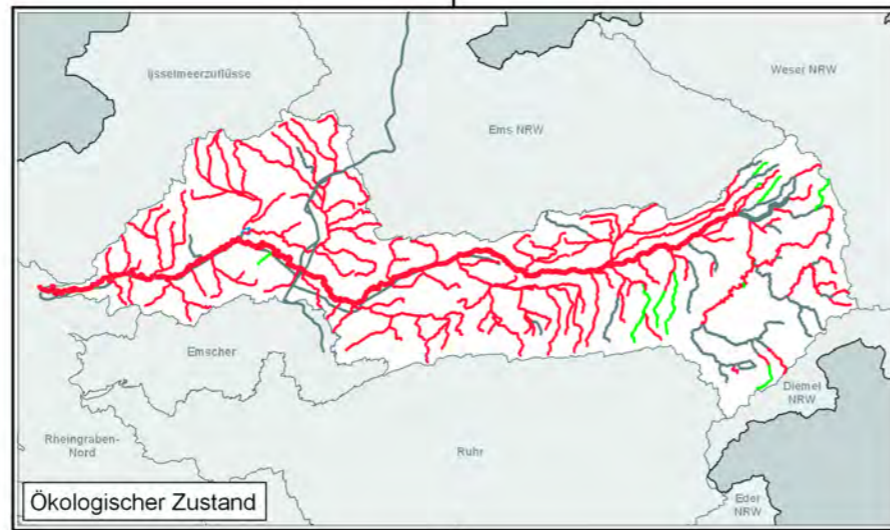 Ijsselmeerzuflüsse
Weser NRW
Ems NRW
Emscher
Diemel
NRW
Rheingraben-
Nord
Ruhr
Eder
NRW
Ökologischer Zustand